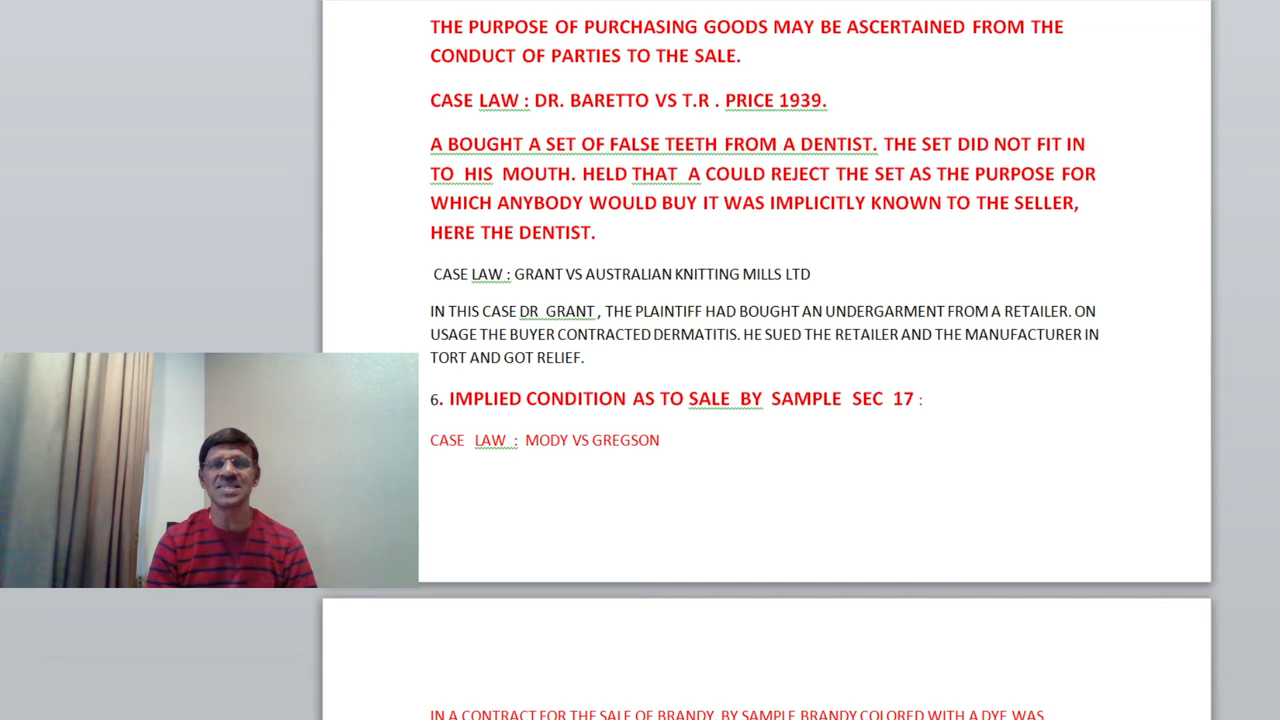 THE PURPOSE OF PURCHASING GOODS MAY BE ASCERTAINED FROM THE
CONDUCT OF PARTIES TO THE SALE.
CASE LAW : DR. BARETTO VS T.R . PRICE 1939.
A BOUGHT A SET OF FALSE TEETH FROM A DENTIST. THE SET DID NOT FIT IN
TO HIS MOUTH. HELD THAT A COULD REJECT THE SET AS THE PURPOSE FOR
WHICH ANYBODY WOULD BUY IT WAS IMPLICITLY KNOWN TO THE SELLER,
HERE THE DENTIST.
CASE LAW : GRANT VS AUSTRALIAN KNITTING MILLS LTD
IN THIS CASE DR GRANT , THE PLAINTIFF HAD BOUGHT AN UNDERGARMENT FROM A RETAILER. ON
USAGE THE BUYER CONTRACTED DERMATITIS. HE SUED THE RETAILER AND THE MANUFACTURER IN
TORT AND GOT RELIEF.
6. IMPLIED CONDITION AS TO SALE BY SAMPLE SEC 17 :
CASE LAW : MODY VS GREGSON
IN A CONTRACT FOR THE SALE OF BRANDY BY SAMPLE BRANDY COLORED WITH A DYE WAS